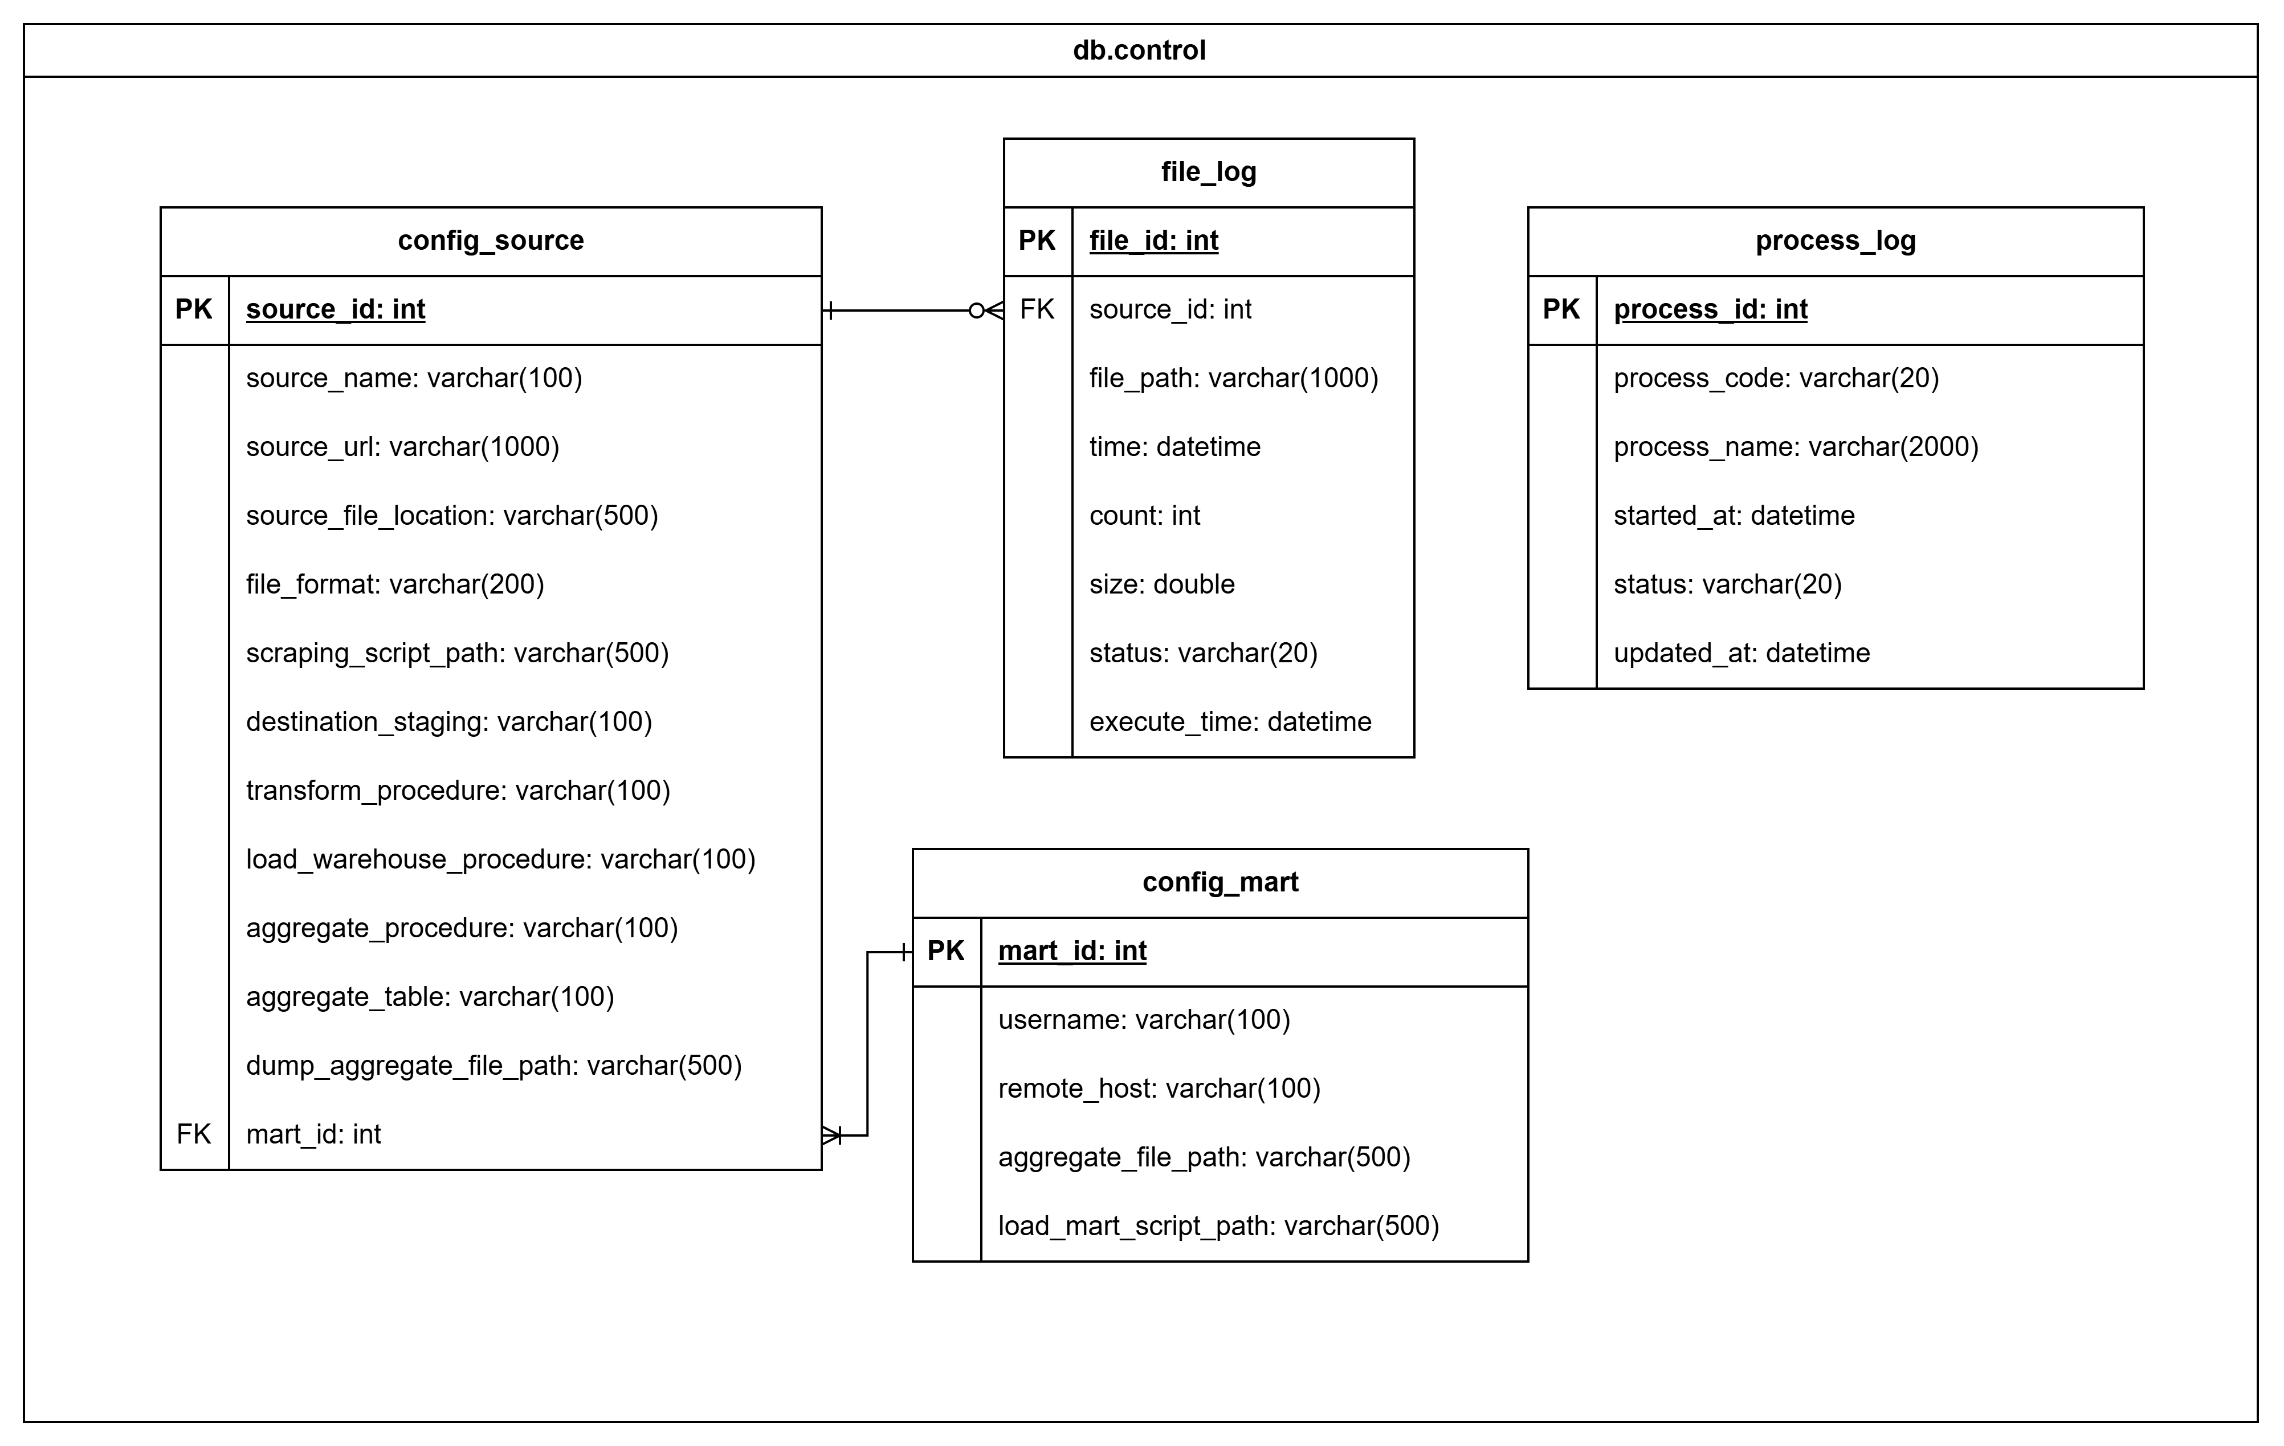 db.control
config_source
PK source_id: int
source_name: varchar(100)
source_url: varchar(1000)
source_file_location: varchar(500)
file_format: varchar(200)
scraping_script_path: varchar(500)
destination_staging: varchar(100)
transform_procedure: varchar(100)
load_warehouse_procedure: varchar(100)
aggregate_procedure: varchar(100)
aggregate_table: varchar(100)
dump_aggregate_file_path: varchar(500)
FK mart_id: int
file_log
PK file_id: int
FK source_id: int
file_path: varchar(1000)
time: datetime
count: int
size: double
status: varchar(20)
execute_time: datetime
process_log
PK process_id: int
process_code: varchar(20)
process_name: varchar(2000)
started_at: datetime
status: varchar(20)
updated_at: datetime
config_mart
PK mart_id: int
username: varchar(100)
remote_host: varchar(100)
aggregate_file_path: varchar(500)
load_mart_script_path: varchar(500)